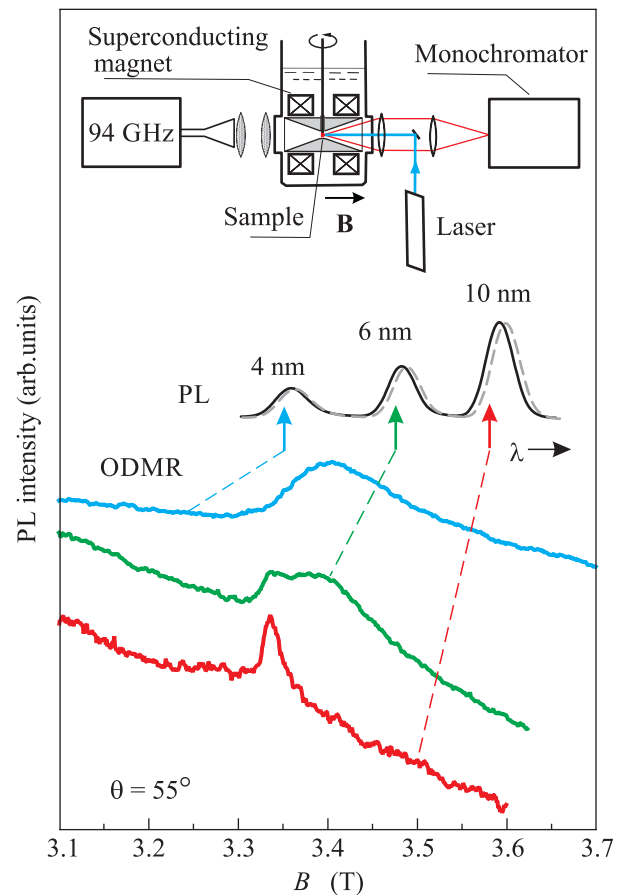 Superconducting
magnet
Monochromator
94 GHz
Sample
B
Laser
10 nm
6 nm
4 nm
PL
λ
ODMR
PL intensity (arb.units)
θ = 55°
3.1 3.2 3.3 3.4 3.5 3.6 3.7
B (T)